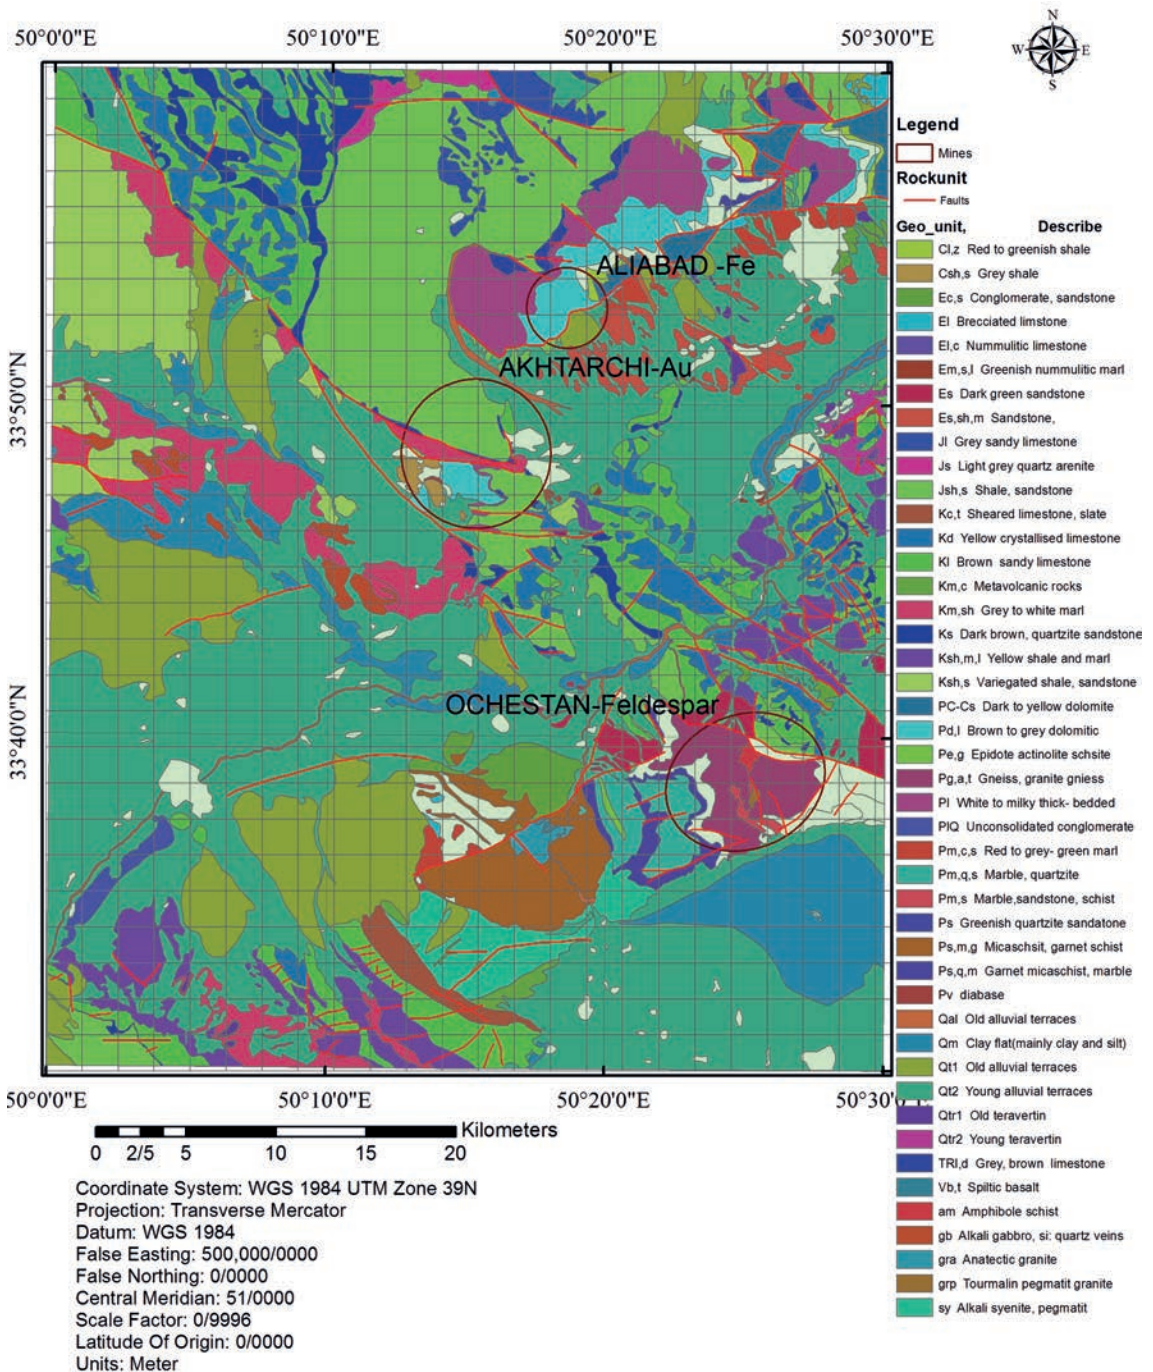 50°0'0"E 50°10'0"E 50°20'0"E 50°30'0"E
N
W E
S
33°50'0"N
33°40'0"N
ALIABAD -Fe
AKHTARCHI-Au
OCHESTAN-Feldespar
50°0'0"E 50°10'0"E 50°20'0"E 50°30'0"E
Legend
Mines
Rockunit
Faults
Geo_unit, Describe
Cl,z Red to greenish shale
Csh,s Grey shale
Ec,s Conglomerate, sandstone
El Brecciated limstone
El,c Nummulitic limestone
Em,s,l Greenish nummulitic marl
Es Dark green sandstone
Es,sh,m Sandstone,
Jl Grey sandy limestone
Js Light grey quartz arenite
Jsh,s Shale, sandstone
Kc,t Sheared limestone, slate
Kd Yellow crystallised limestone
Kl Brown sandy limestone
Km,c Metavolcanic rocks
Km,sh Grey to white marl
Ks Dark brown, quartzite sandstone
Ksh,m,l Yellow shale and marl
Ksh,s Variegated shale, sandstone
PC-Cs Dark to yellow dolomite
Pd,l Brown to grey dolomitic
Pe,g Epidote actinolite schsite
Pg,a,t Gneiss, granite gniess
Pl White to milky thick- bedded
PlQ Unconsolidated conglomerate
Pm,c,s Red to grey- green marl
Pm,q,s Marble, quartzite
Pm,s Marble,sandstone, schist
Ps Greenish quartzite sandatone
Ps,m,g Micaschsit, garnet schist
Ps,q,m Garnet micaschist, marble
Pv diabase
Qal Old alluvial terraces
Qm Clay flat(mainly clay and silt)
Qt1 Old alluvial terraces
Qt2 Young alluvial terraces
Qtr1 Old teravertin
Qtr2 Young teravertin
TRl,d Grey, brown limestone
Vb,t Spiltic basalt
am Amphibole schist
gb Alkali gabbro, si: quartz veins
gra Anatectic granite
grp Tourmalin pegmatit granite
sy Alkali syenite, pegmatit
Kilometers
0 2/5 5 10 15 20
Coordinate System: WGS 1984 UTM Zone 39N
Projection: Transverse Mercator
Datum: WGS 1984
False Easting: 500,000/0000
False Northing: 0/0000
Central Meridian: 51/0000
Scale Factor: 0/9996
Latitude Of Origin: 0/0000
Units: Meter